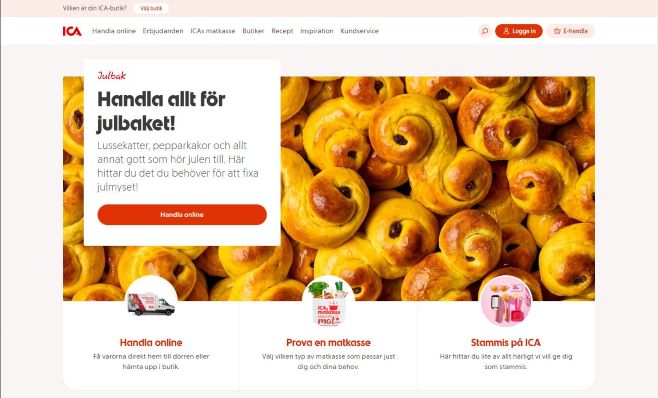 Vilken är din ICA-butik? Välj butik
ICA Handla online Erbjudanden ICAs matkasse Butiker Recept Inspiration Kundservice Logga in E-handla
Julbak
Handla allt för
julbaket!
Lussekatter, pepparkakor och allt
annat gott som hör julen till. Här
hittar du det du behöver för att fixa
julmyset!
Handla online
ICA
matkasse
mat
Handla online
Få varorna direkt hem till dörren eller
hämta upp i butik.
Prova en matkasse
Välj vilken typ av matkasse som passar just
dig och dina behov.
Stammis på ICA
Här hittar du lite av allt härligt vi vill ge dig
som stammis.